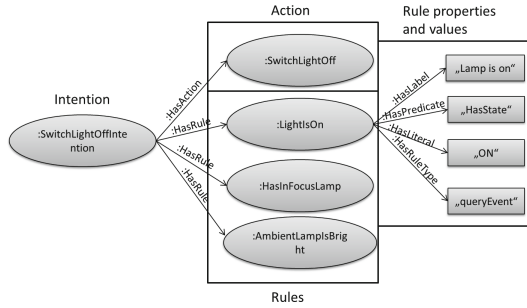 Action
Rule properties
and values
:SwitchLightOff
Intention
:SwitchLightOffInte
ntion
:HasAction
:HasRule
:HasRule
:HasRule
:LightIsOn
:HasInFocusLamp
:AmbientLampIsBrig
ht
:HasLabel
:HasPredicate
:HasLiteral
:HasRuleType
„Lamp is on“
„HasState“
„ON“
„queryEvent“
Rules